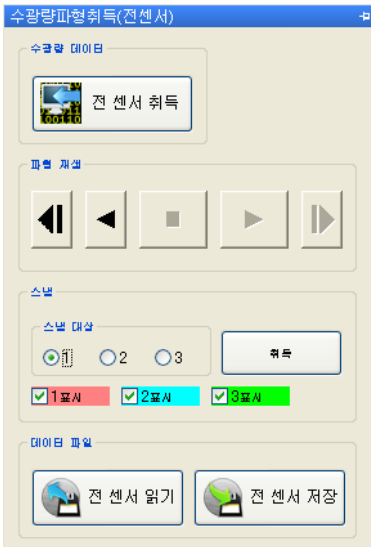 수광량파형취득(전센서)
수광량 데이터
전 센서 취득
파형 재생
스냅
스냅 대상
1 2 3
취득
1표시 2표시 3표시
데이터 파일
전 센서 읽기 전 센서 저장